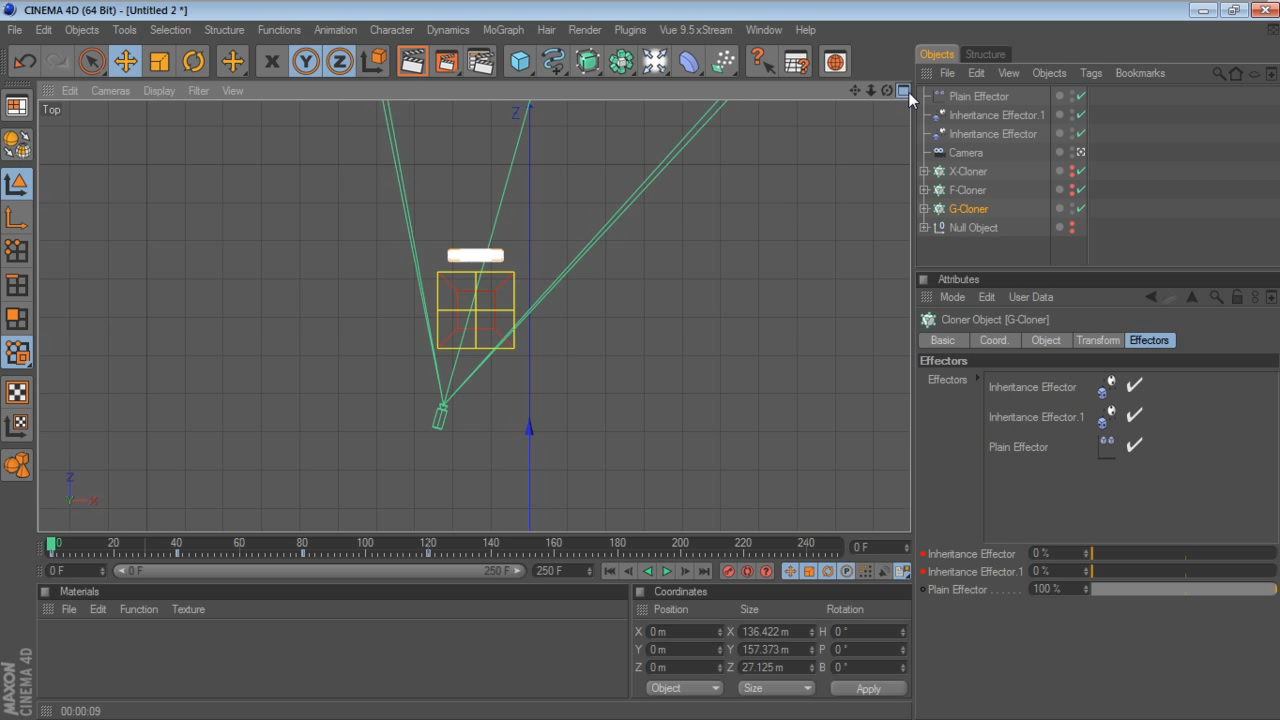 CINEMA 4D (64 Bit) - [Untitled 2 *]
File Edit Objects Tools Selection Structure Functions Animation Character Dynamics MoGraph Hair Render Plugins Vue 9.5 xStream Window Help
X Y Z
Edit Cameras Display Filter View
Top
Z
Z
Y X
0 20 40 60 80 100 120 140 160 180 200 220 240
0 F
0 F 0 F 250 F 250 F
Materials
File Edit Function Texture
Coordinates
Position Size Rotation
X 0 m X 136.422 m H 0 °
Y 0 m Y 157.373 m P 0 °
Z 0 m Z 27.125 m B 0 °
Object Size Apply
00:00:09
MAXON
CINEMA 4D
Objects Structure
File Edit View Objects Tags Bookmarks
Plain Effector
Inheritance Effector.1
Inheritance Effector
Camera
X-Cloner
F-Cloner
G-Cloner
Null Object
Attributes
Mode Edit User Data
Cloner Object [G-Cloner]
Basic Coord. Object Transform Effectors
Effectors
Effectors
Inheritance Effector
Inheritance Effector.1
Plain Effector
Inheritance Effector 0 %
Inheritance Effector.1 0 %
Plain Effector . . . . . . 100 %